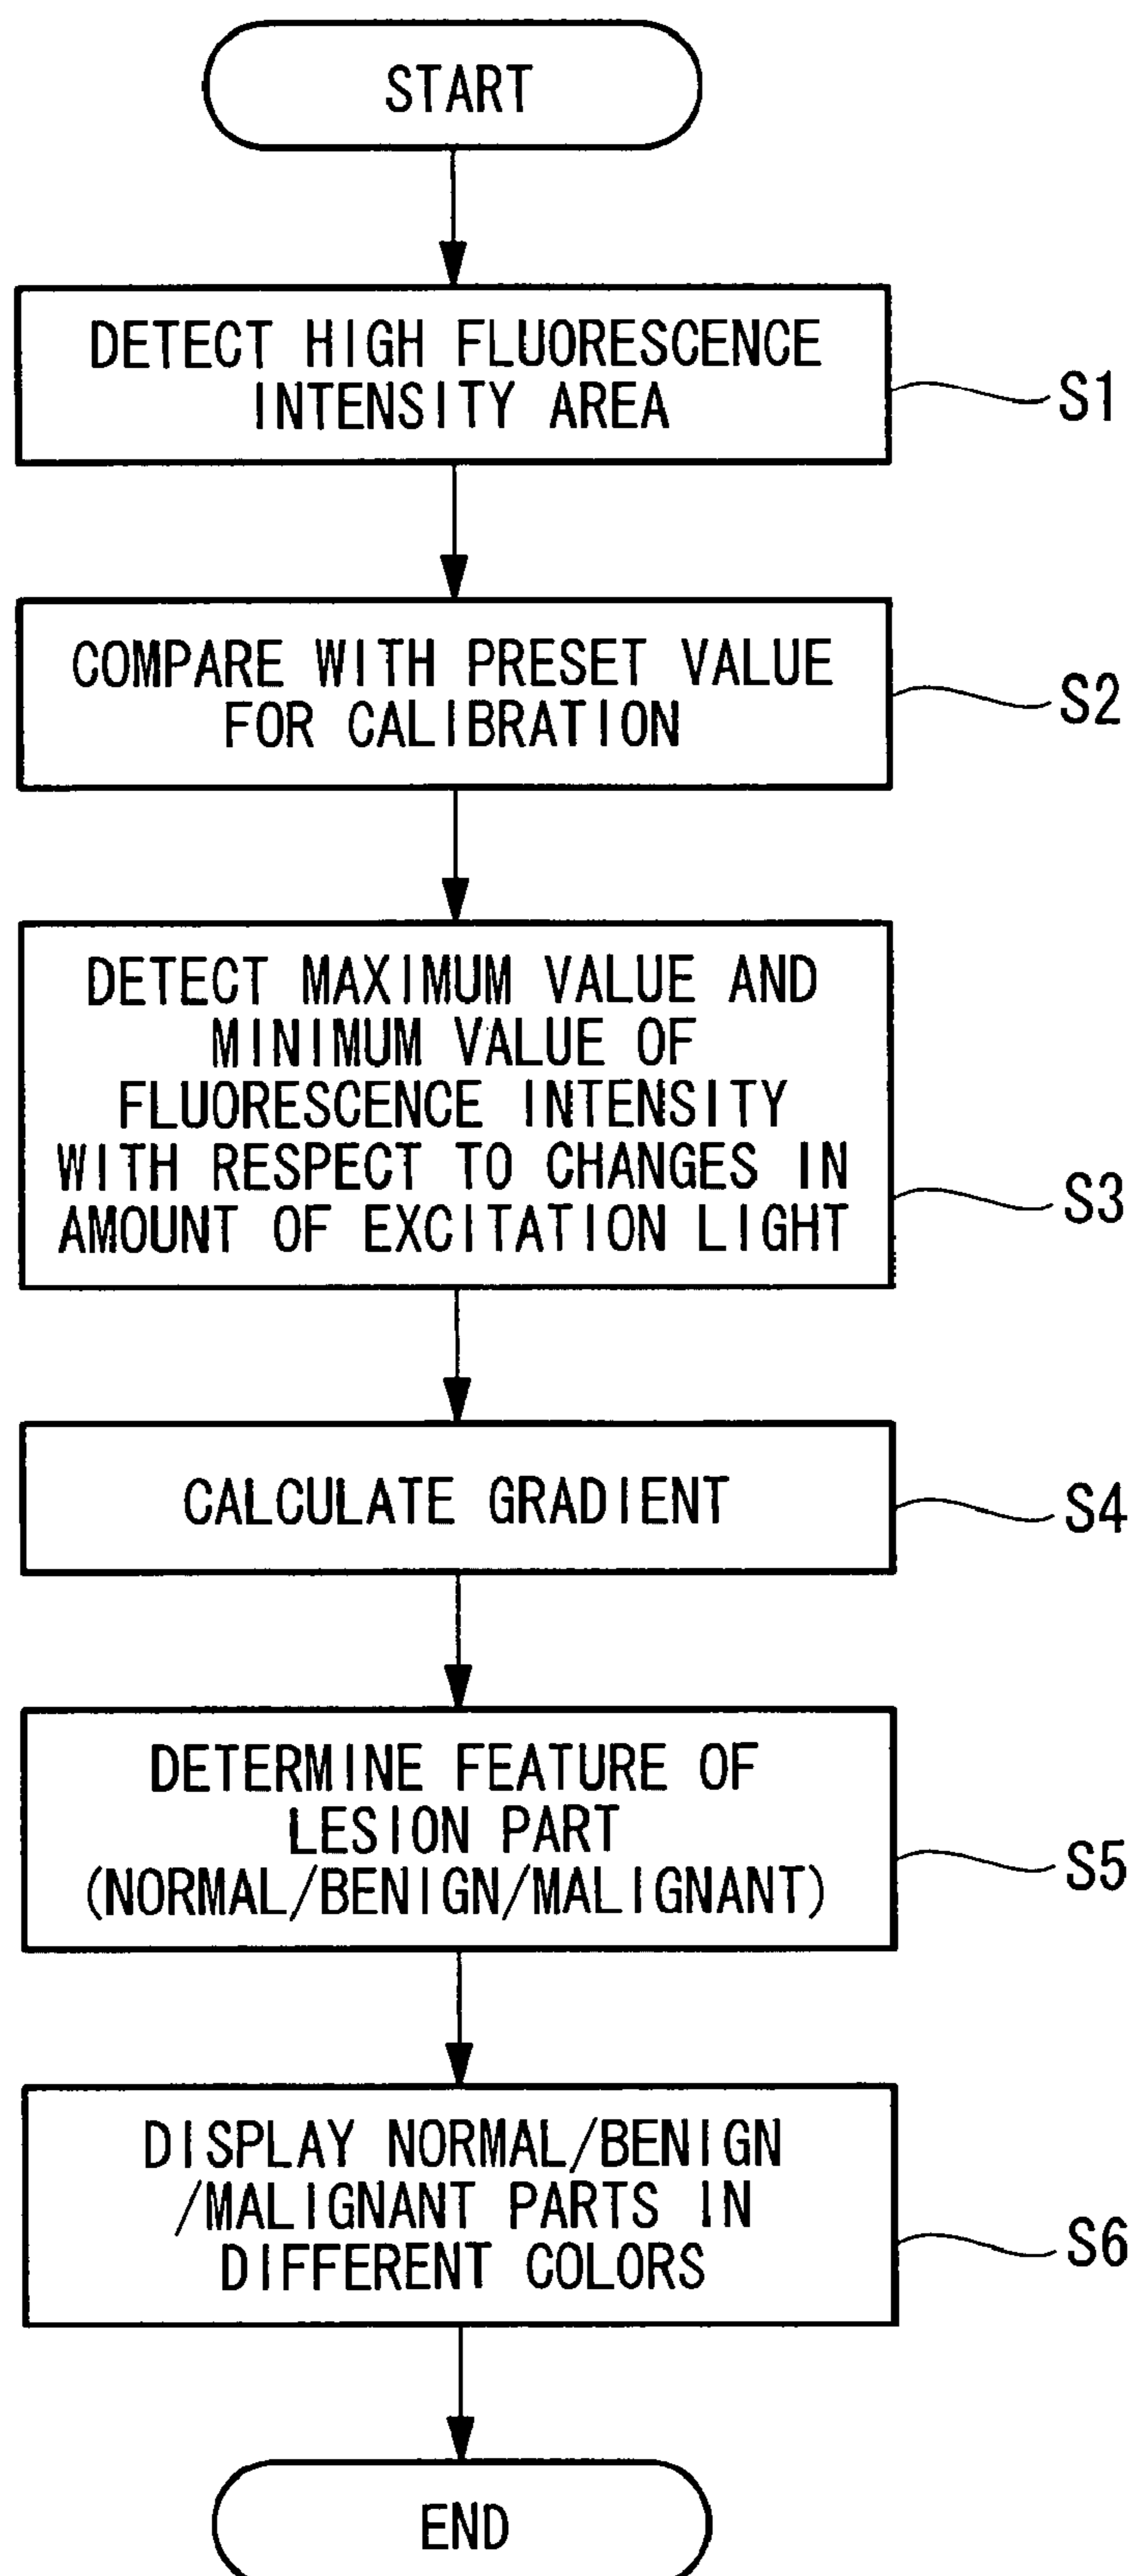 START
DETECT HIGH FLUORESCENCE
INTENSITY AREA
S1
COMPARE WITH PRESET VALUE
FOR CALIBRATION
S2
DETECT MAXIMUM VALUE AND
MINIMUM VALUE OF
FLUORESCENCE INTENSITY
WITH RESPECT TO CHANGES IN
AMOUNT OF EXCITATION LIGHT
S3
CALCULATE GRADIENT
S4
DETERMINE FEATURE OF
LESION PART
(NORMAL/BENIGN/MALIGNANT)
S5
DISPLAY NORMAL/BENIGN
/MALIGNANT PARTS IN
DIFFERENT COLORS
S6
END